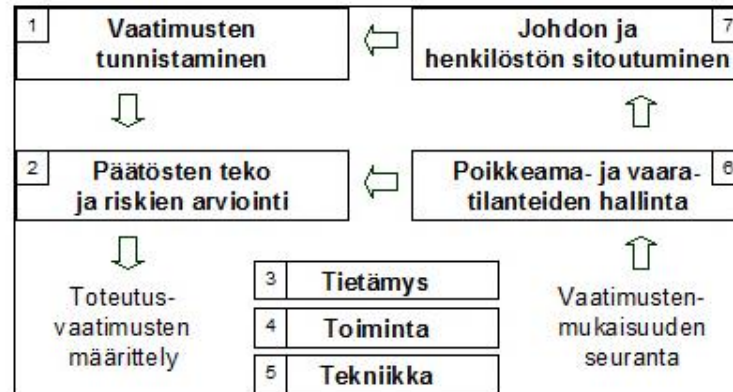 1
Vaatimusten
tunnistaminen
7
Johdon ja
henkilöstön sitoutuminen
2
Päätösten teko
ja riskien arviointi
6
Poikkeama- ja vaara-
tilanteiden hallinta
Toteutus-
vaatimusten
määrittely
3 Tietämys
4 Toiminta
5 Tekniikka
Vaatimusten-
mukaisuuden
seuranta